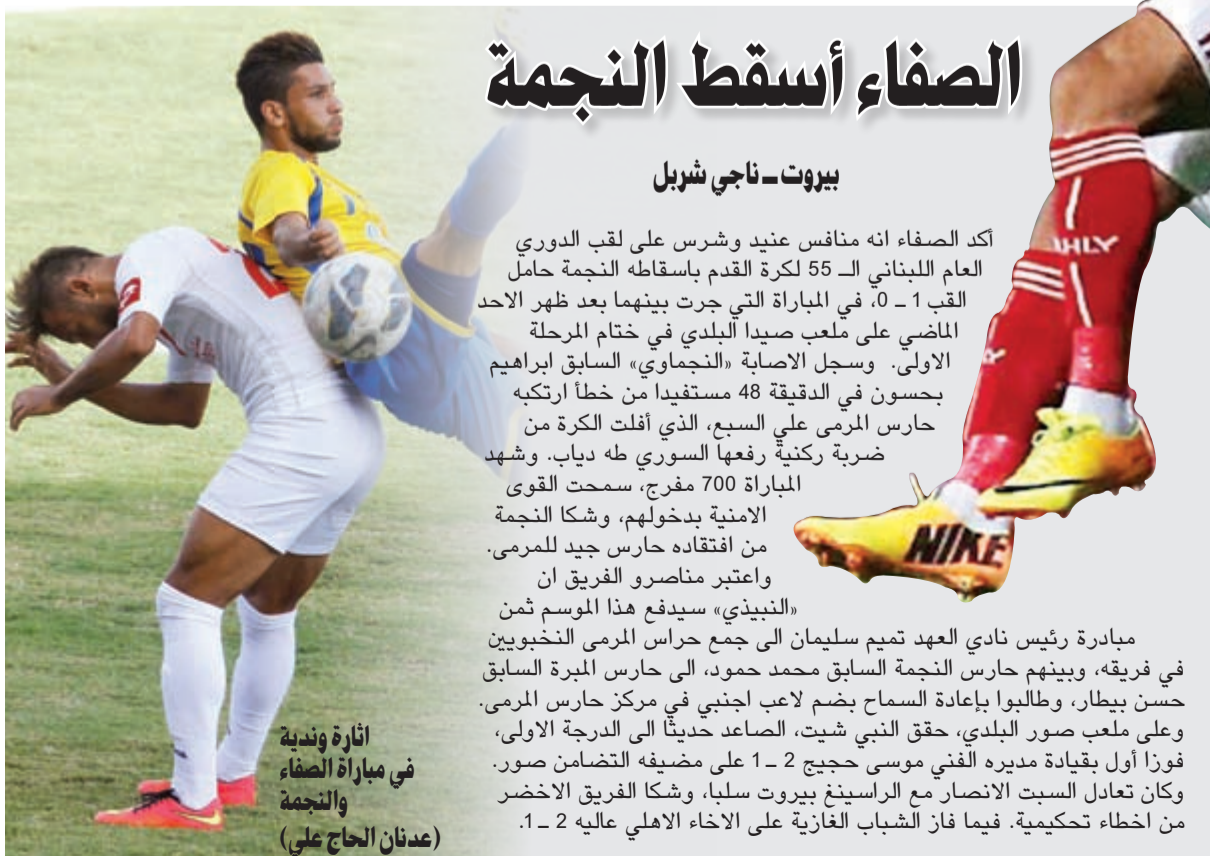 الصفاء أسقط النجمة
بيروت ـ ناجي شربل
أكد الصفاء انه منافس عنيد وشرس على لقب الدوري
العام اللبناني الـ 55 لكرة القدم باسقاطه النجمة حامل
القب 1 ـ 0، في المباراة التي جرت بينهما بعد ظهر الاحد
الماضي على ملعب صيدا البلدي في ختام المرحلة
الاولى. وسجل الاصابة «النجماوي» السابق ابراهيم
بحسون في الدقيقة 48 مستفيدا من خطأ ارتكبه
حارس المرمى علي السبع، الذي أفلت الكرة من
ضربة ركنية رفعها السوري طه دياب. وشهد
المباراة 700 مفرج، سمحت القوى
الامنية بدخولهم، وشكا النجمة
من افتقاده حارس جيد للمرمى.
واعتبر مناصرو الفريق ان
«النبيذي» سيدفع هذا الموسم ثمن
مبادرة رئيس نادي العهد تميم سليمان الى جمع حراس المرمى النخبويين
في فريقه، وبينهم حارس النجمة السابق محمد حمود، الى حارس المبرة السابق
حسن بيطار، وطالبوا بإعادة السماح بضم لاعب اجنبي في مركز حارس المرمى.
وعلى ملعب صور البلدي، حقق النبي شيت، الصاعد حديثا الى الدرجة الاولى،
فوزا أول بقيادة مديره الفني موسى حجيج 2 ـ 1 على مضيفه التضامن صور.
وكان تعادل السبت الانصار مع الراسينغ بيروت سلبا، وشكا الفريق الاخضر
من اخطاء تحكيمية. فيما فاز الشباب الغازية على الاخاء الاهلي عاليه 2 ـ 1.
اثارة وندية
في مباراة الصفاء
والنجمة
(عدنان الحاج علي)
AHLY
NIKE